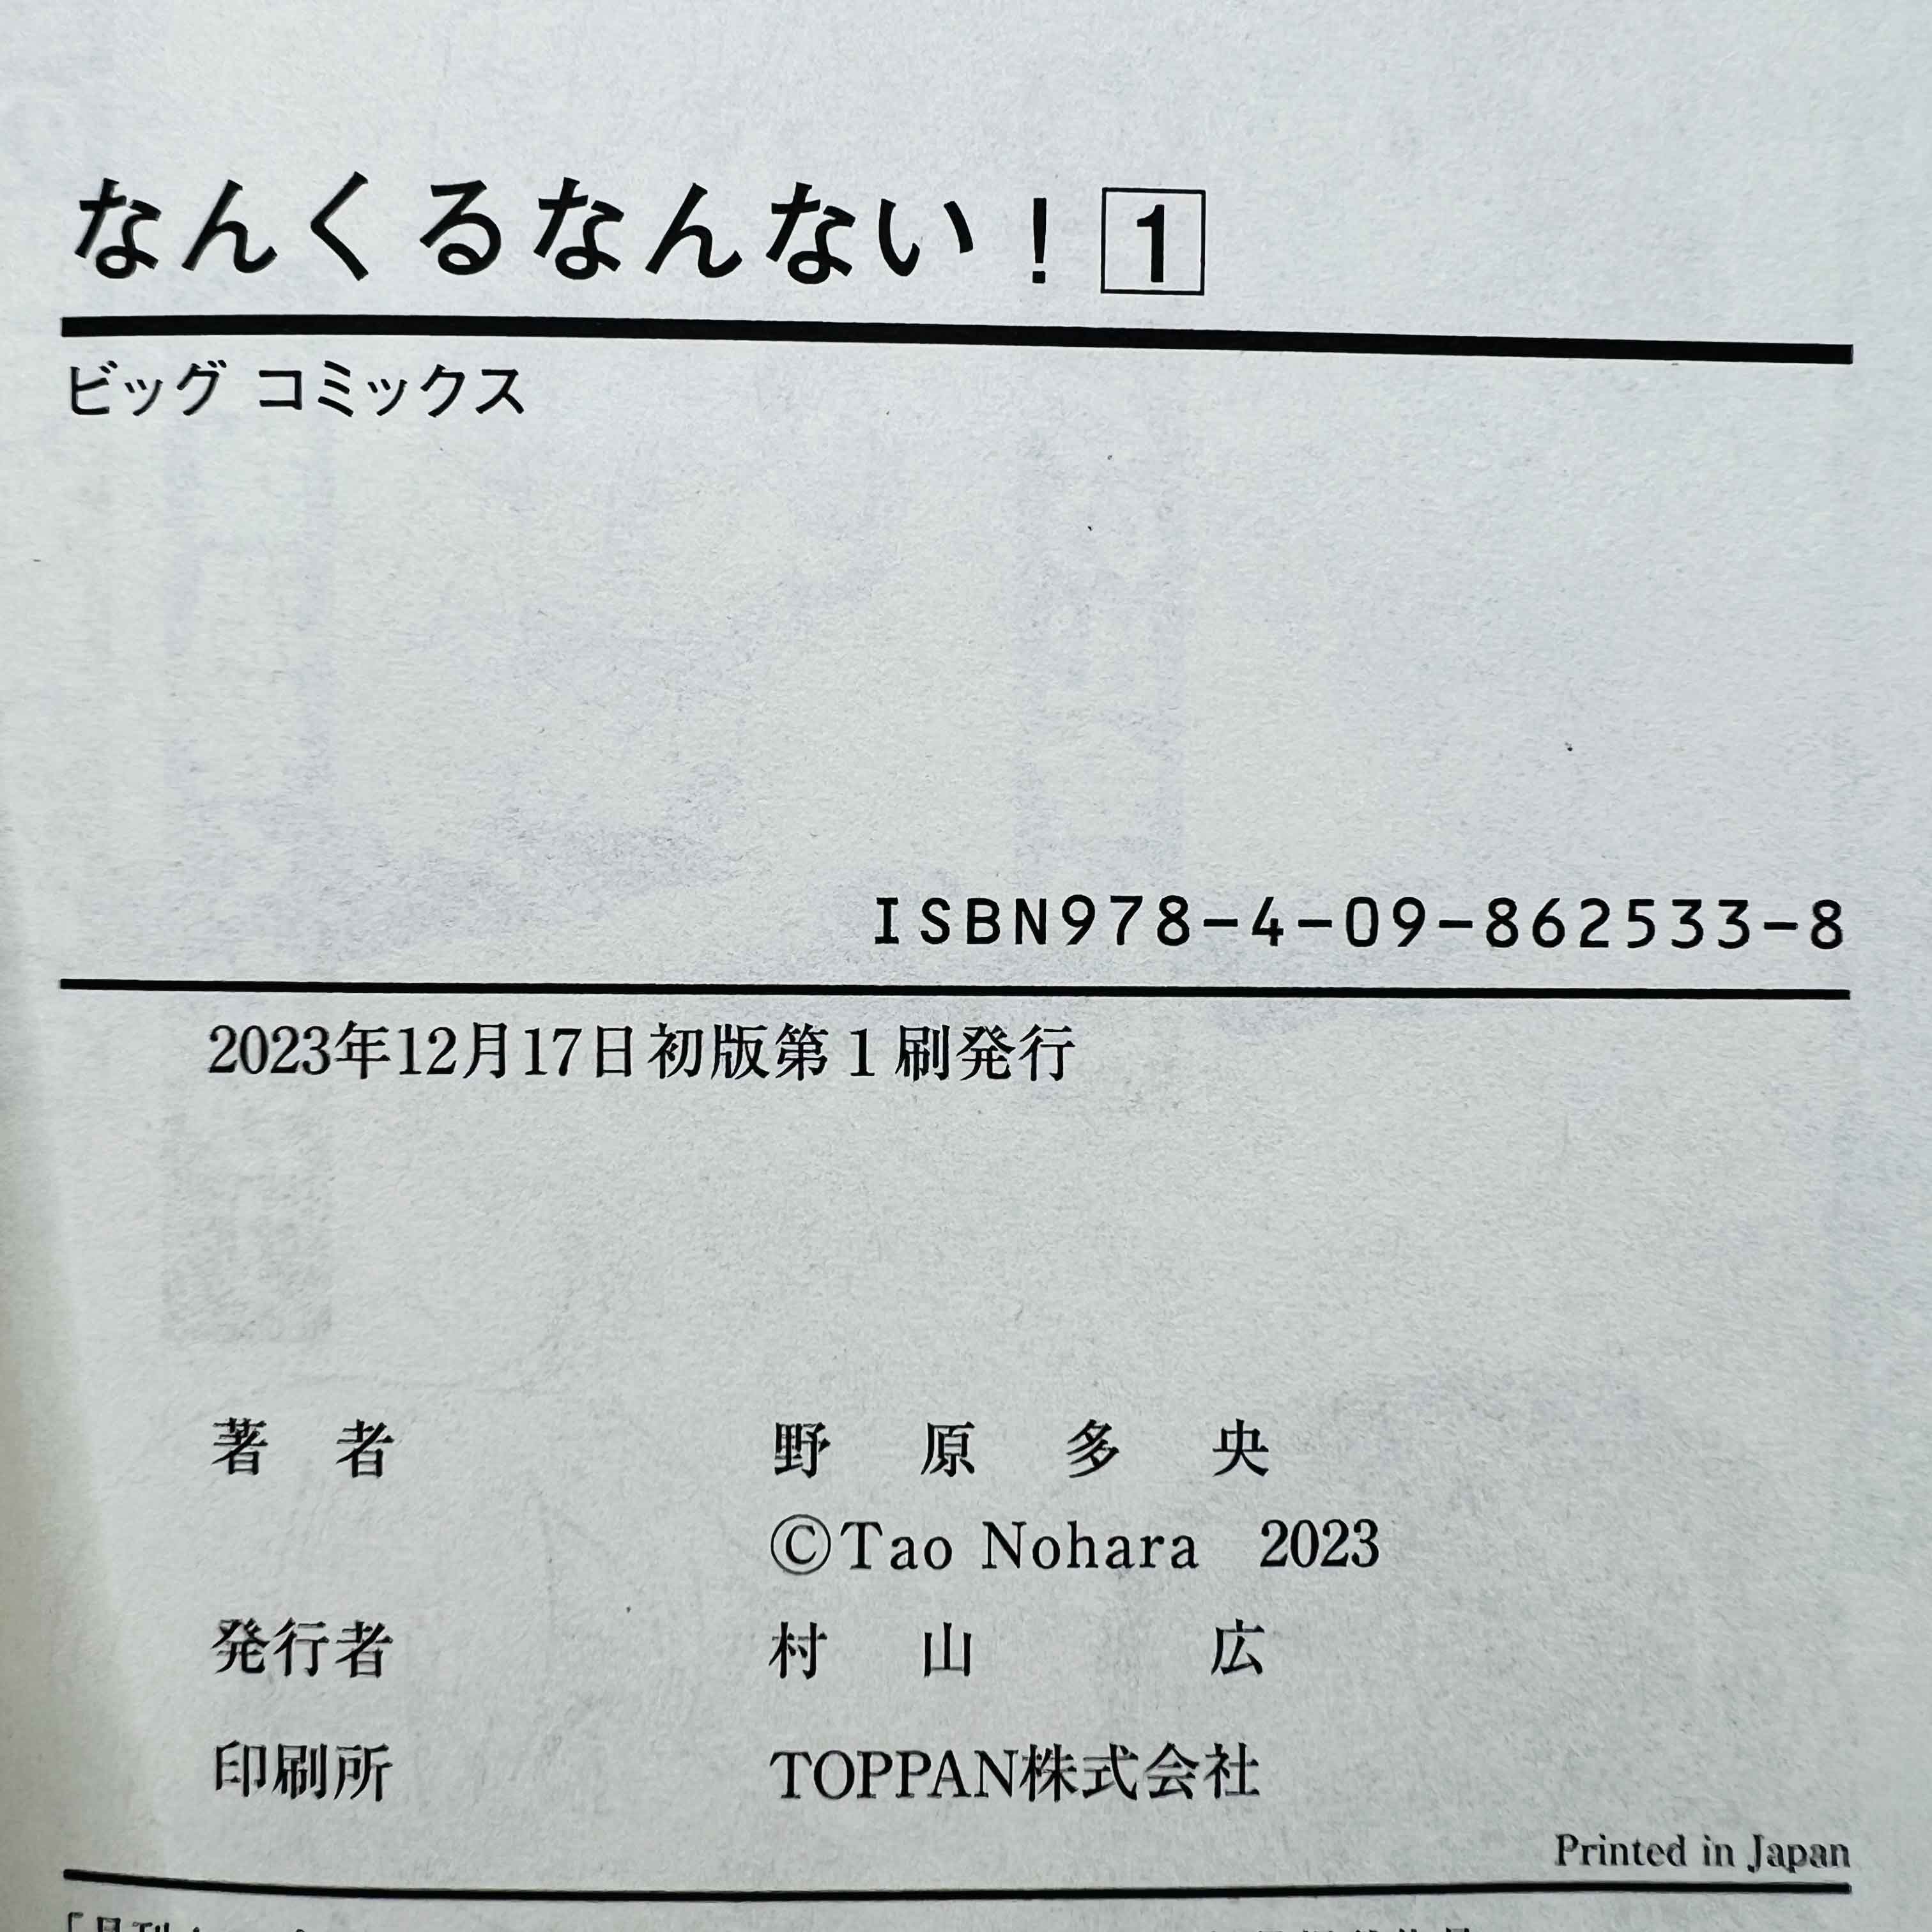 なんくるなんない！ 1
ビッグ コミックス
ISBN978-4-09-862533-8
2023年12月17日初版第1刷発行
著 者 野 原 多 央
©Tao Nohara 2023
発行者 村 山 広
印刷所 TOPPAN株式会社
Printed in Japan